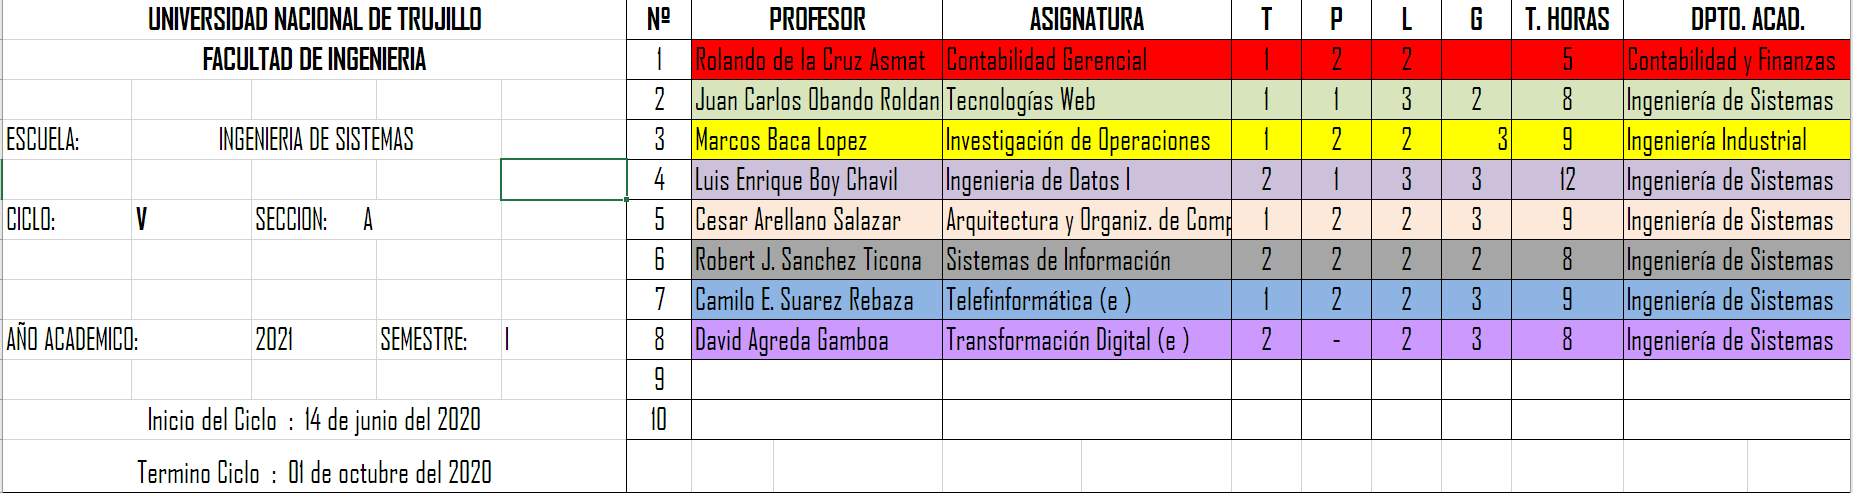 UNIVERSIDAD NACIONAL DE TRUJILLO
FACULTAD DE INGENIERIA
ESCUELA: INGENIERIA DE SISTEMAS
CICLO: V SECCION: A
AÑO ACADEMICO: 2021 SEMESTRE: I
Inicio del Ciclo : 14 de junio del 2020
Termino Ciclo : 01 de octubre del 2020
Nº PROFESOR ASIGNATURA T P L G T. HORAS DPTO. ACAD.
1 Rolando de la Cruz Asmat Contabilidad Gerencial 1 2 2 5 Contabilidad y Finanzas
2 Juan Carlos Obando Roldan Tecnologías Web 1 1 3 2 8 Ingeniería de Sistemas
3 Marcos Baca Lopez Investigación de Operaciones 1 2 2 3 9 Ingeniería Industrial
4 Luis Enrique Boy Chavil Ingenieria de Datos I 2 1 3 3 12 Ingeniería de Sistemas
5 Cesar Arellano Salazar Arquitectura y Organiz. de Comp 1 2 2 3 9 Ingeniería de Sistemas
6 Robert J. Sanchez Ticona Sistemas de Información 2 2 2 2 8 Ingeniería de Sistemas
7 Camilo E. Suarez Rebaza Telefinformática (e ) 1 2 2 3 9 Ingeniería de Sistemas
8 David Agreda Gamboa Transformación Digital (e ) 2 - 2 3 8 Ingeniería de Sistemas
9
10